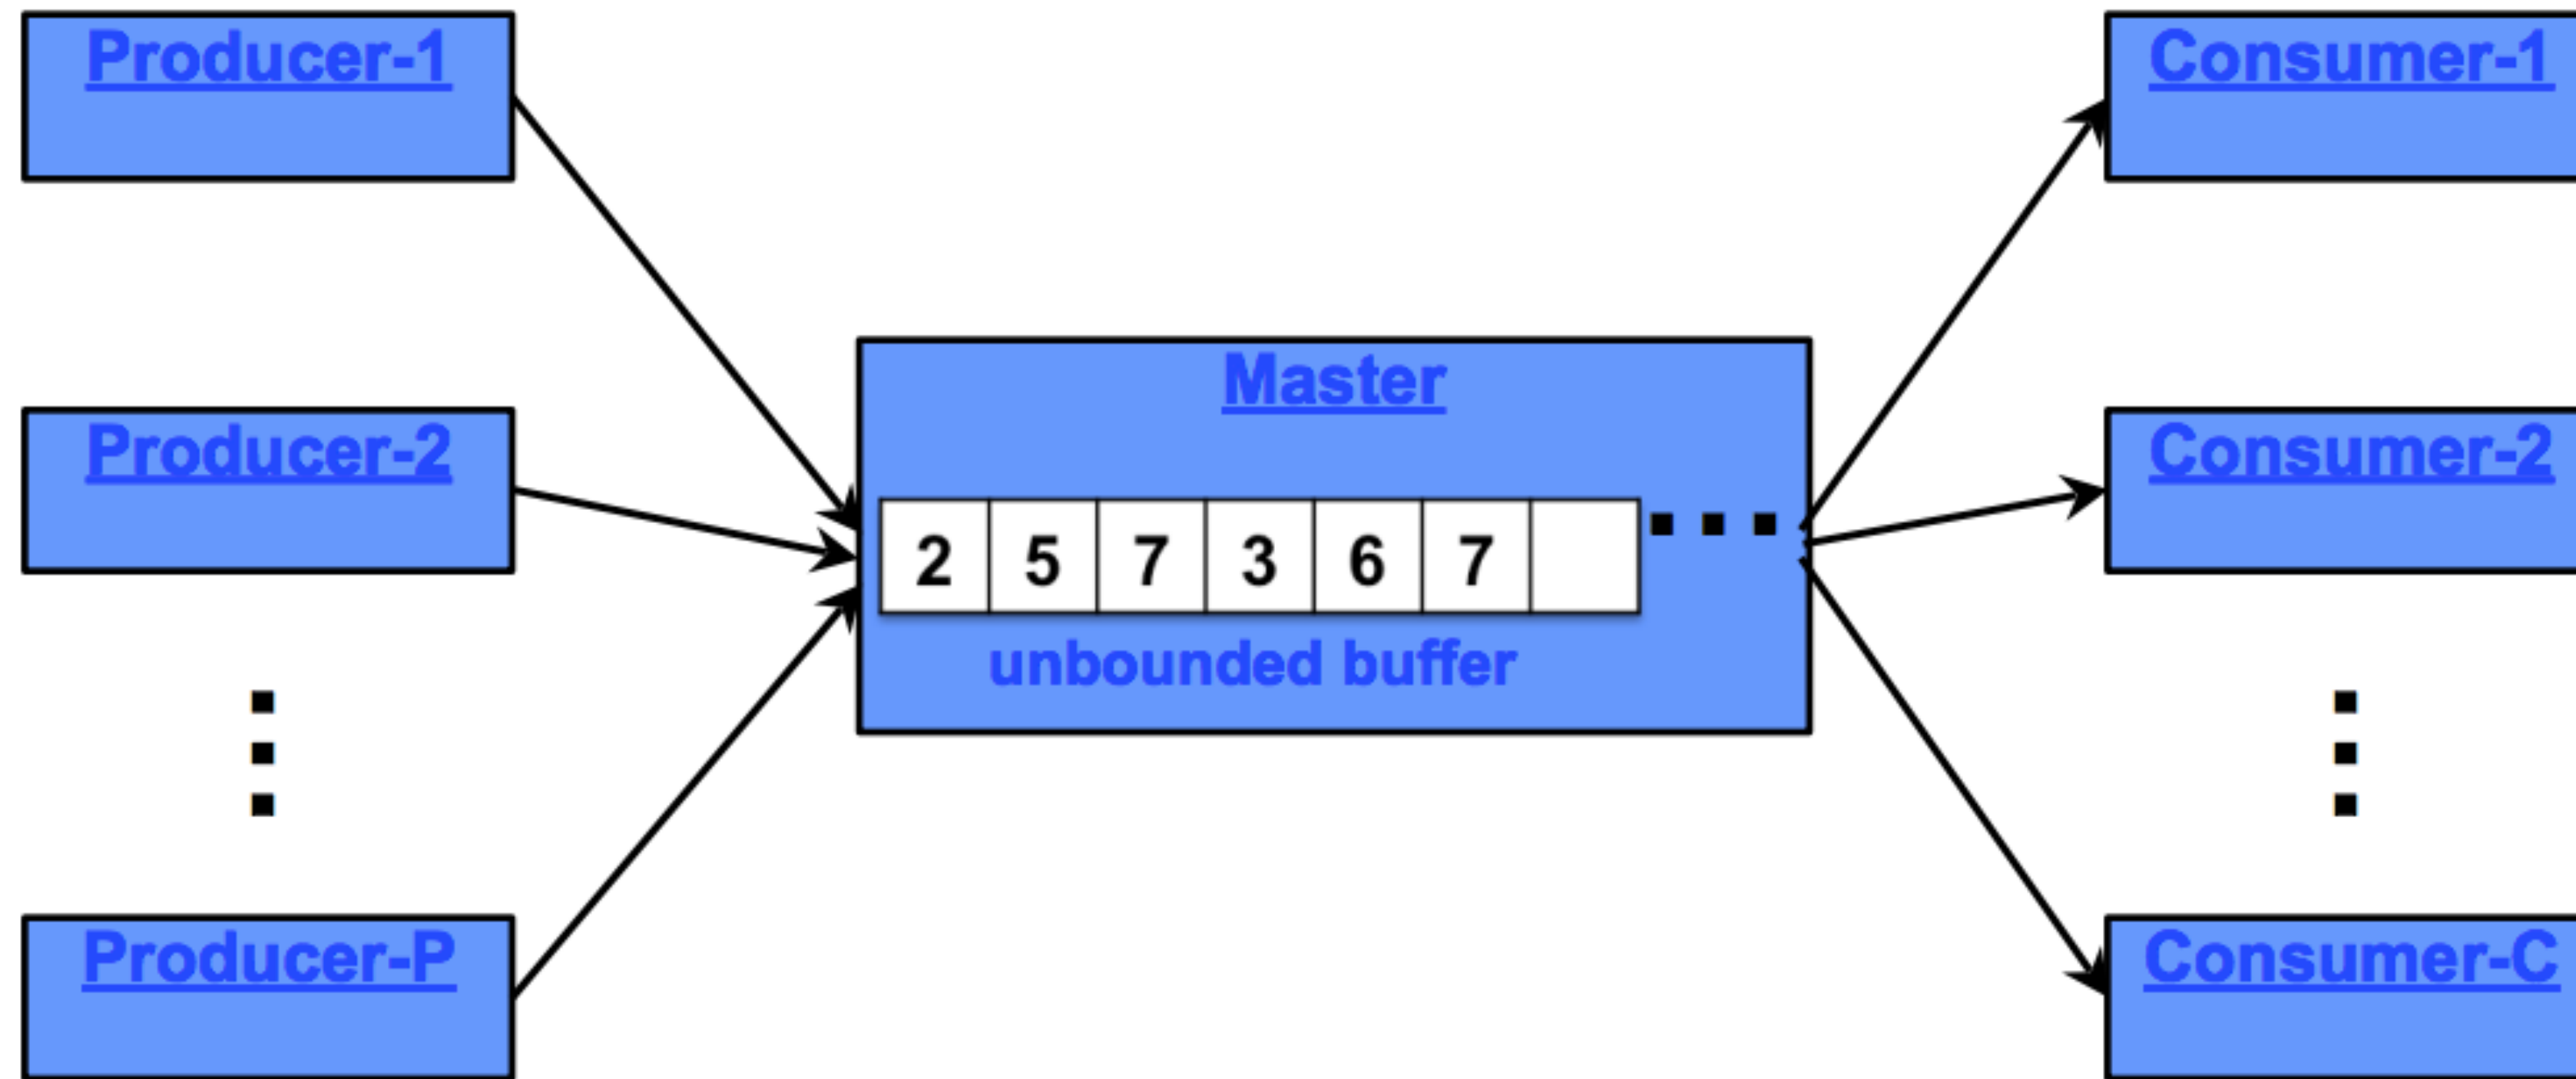 Producer-1
Consumer-1
Master
Producer-2
Consumer-2
2 5 7 3 6 7
unbounded buffer
Producer-P
Consumer-C